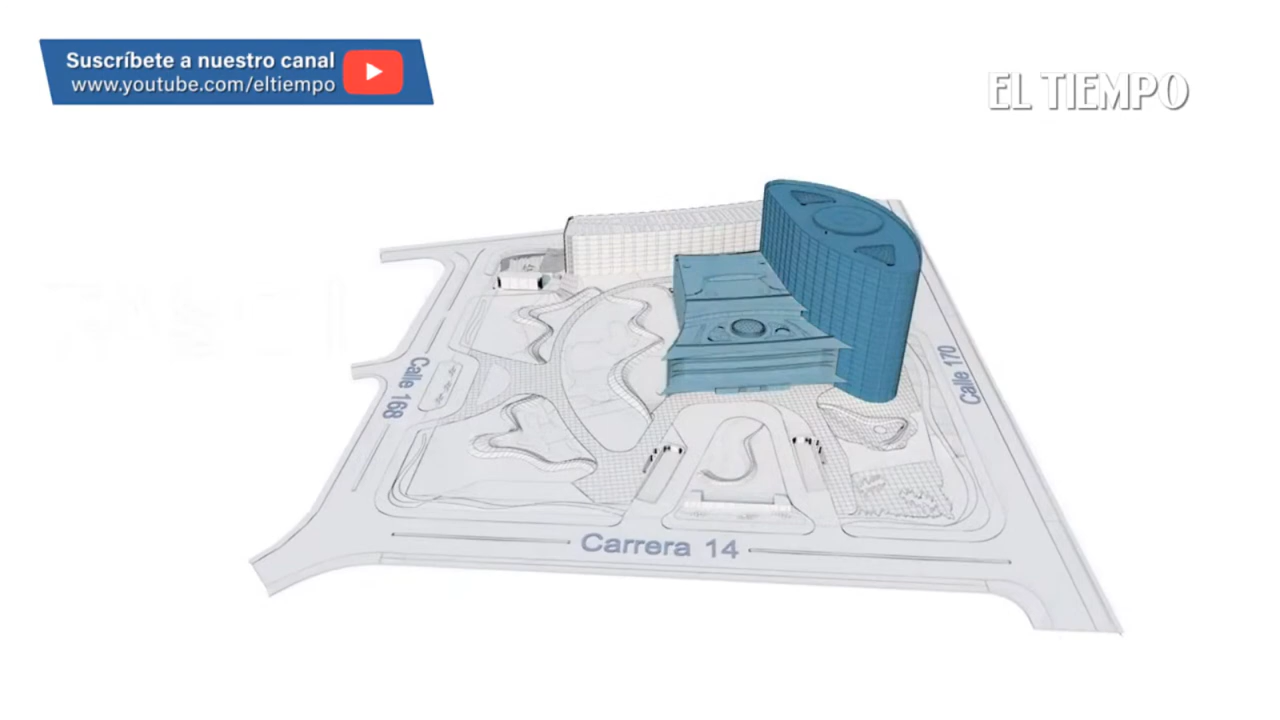 Suscríbete a nuestro canal
www.youtube.com/eltiempo
EL TIEMPO
Calle 168
Calle 170
Carrera 14